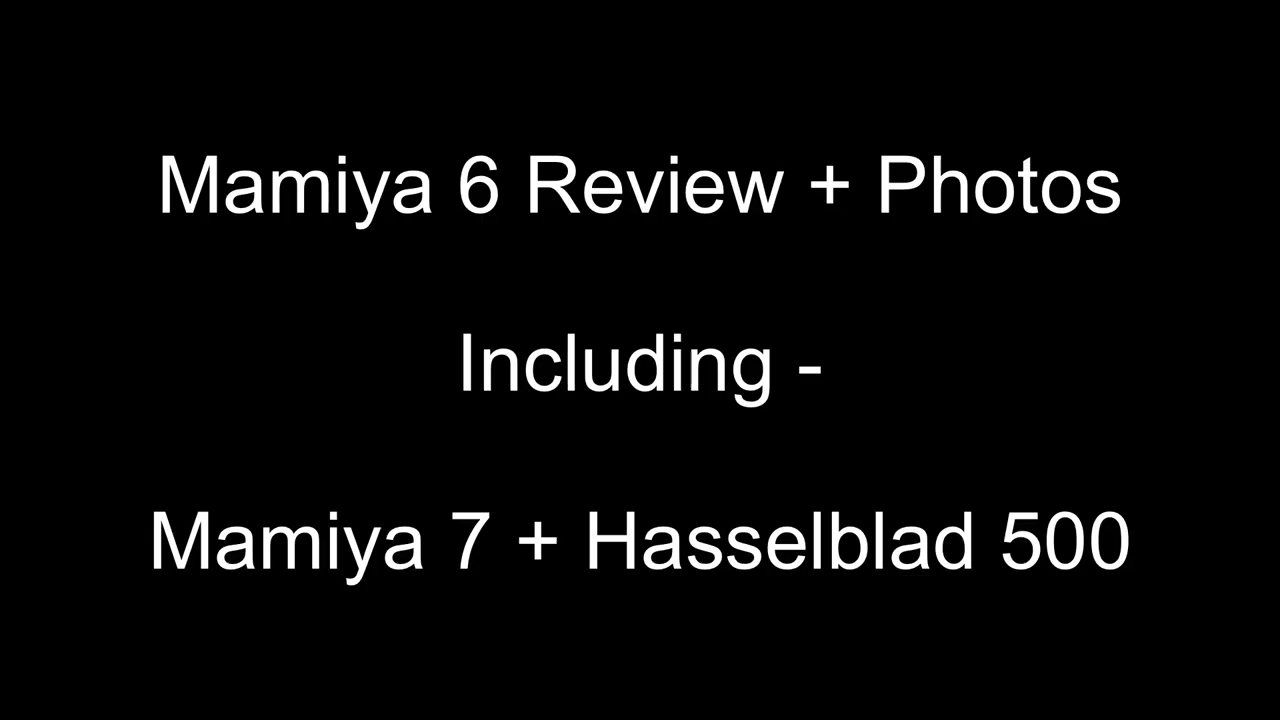 Mamiya 6 Review + Photos
Including -
Mamiya 7 + Hasselblad 500